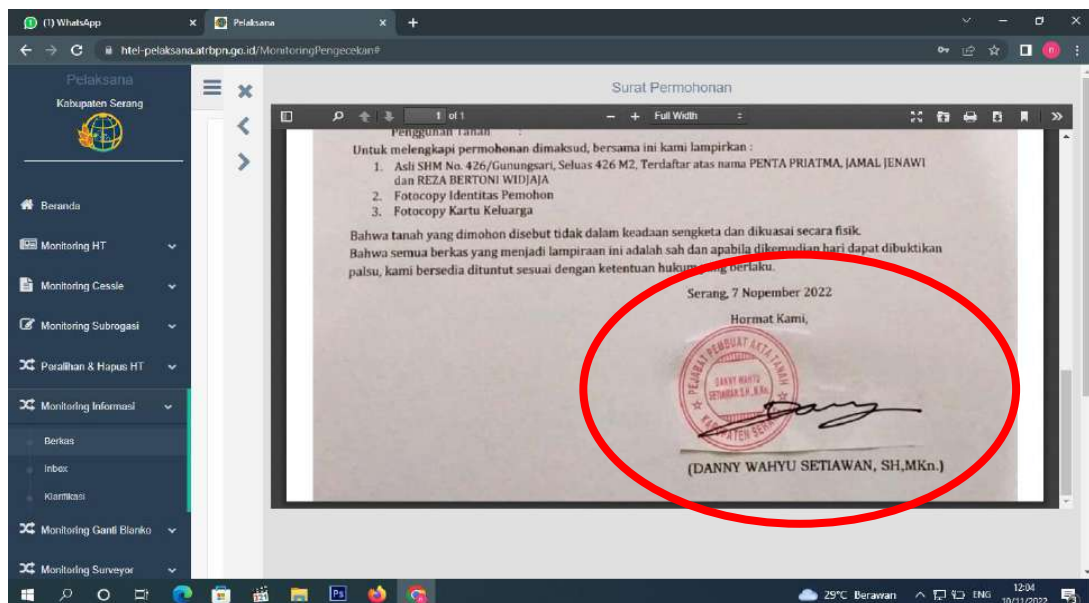 (1) WhatsApp
Pelaksana
htel-pelaksana.atrbpn.go.id/MonitoringPengecekan#
Pelaksana
Kabupaten Serang
Beranda
Monitoring HT
Monitoring Cessie
Monitoring Subrogasi
Peralihan & Hapus HT
Monitoring Informasi
Berkas
Inbox
Klarifikasi
Monitoring Ganti Blanko
Monitoring Surveyor
Surat Permohonan
1 of 1
Full Width
Penggunan Tanah :
Untuk melengkapi permohonan dimaksud, bersama ini kami lampirkan :
1. Asli SHM No. 426/Gunungsari, Seluas 426 M2, Terdaftar atas nama PENTA PRIATMA, JAMAL JENAWI
dan REZA BERTONI WIDJAJA
2. Fotocopy Identitas Pemohon
3. Fotocopy Kartu Keluarga
Bahwa tanah yang dimohon disebut tidak dalam keadaan sengketa dan dikuasai secara fisik.
Bahwa semua berkas yang menjadi lampiraan ini adalah sah dan apabila dikemudian hari dapat dibuktikan
palsu, kami bersedia dituntut sesuai dengan ketentuan hukum yang berlaku.
Serang, 7 Nopember 2022
Hormat Kami,
PEJABAT PEMBUAT AKTA TANAH
DANNY WAHYU
SETIAWAN S.H., M.Kn.
KABUPATEN SERANG
Dany
(DANNY WAHYU SETIAWAN, SH,MKn.)
29°C Berawan
ENG
12:04
10/11/2022